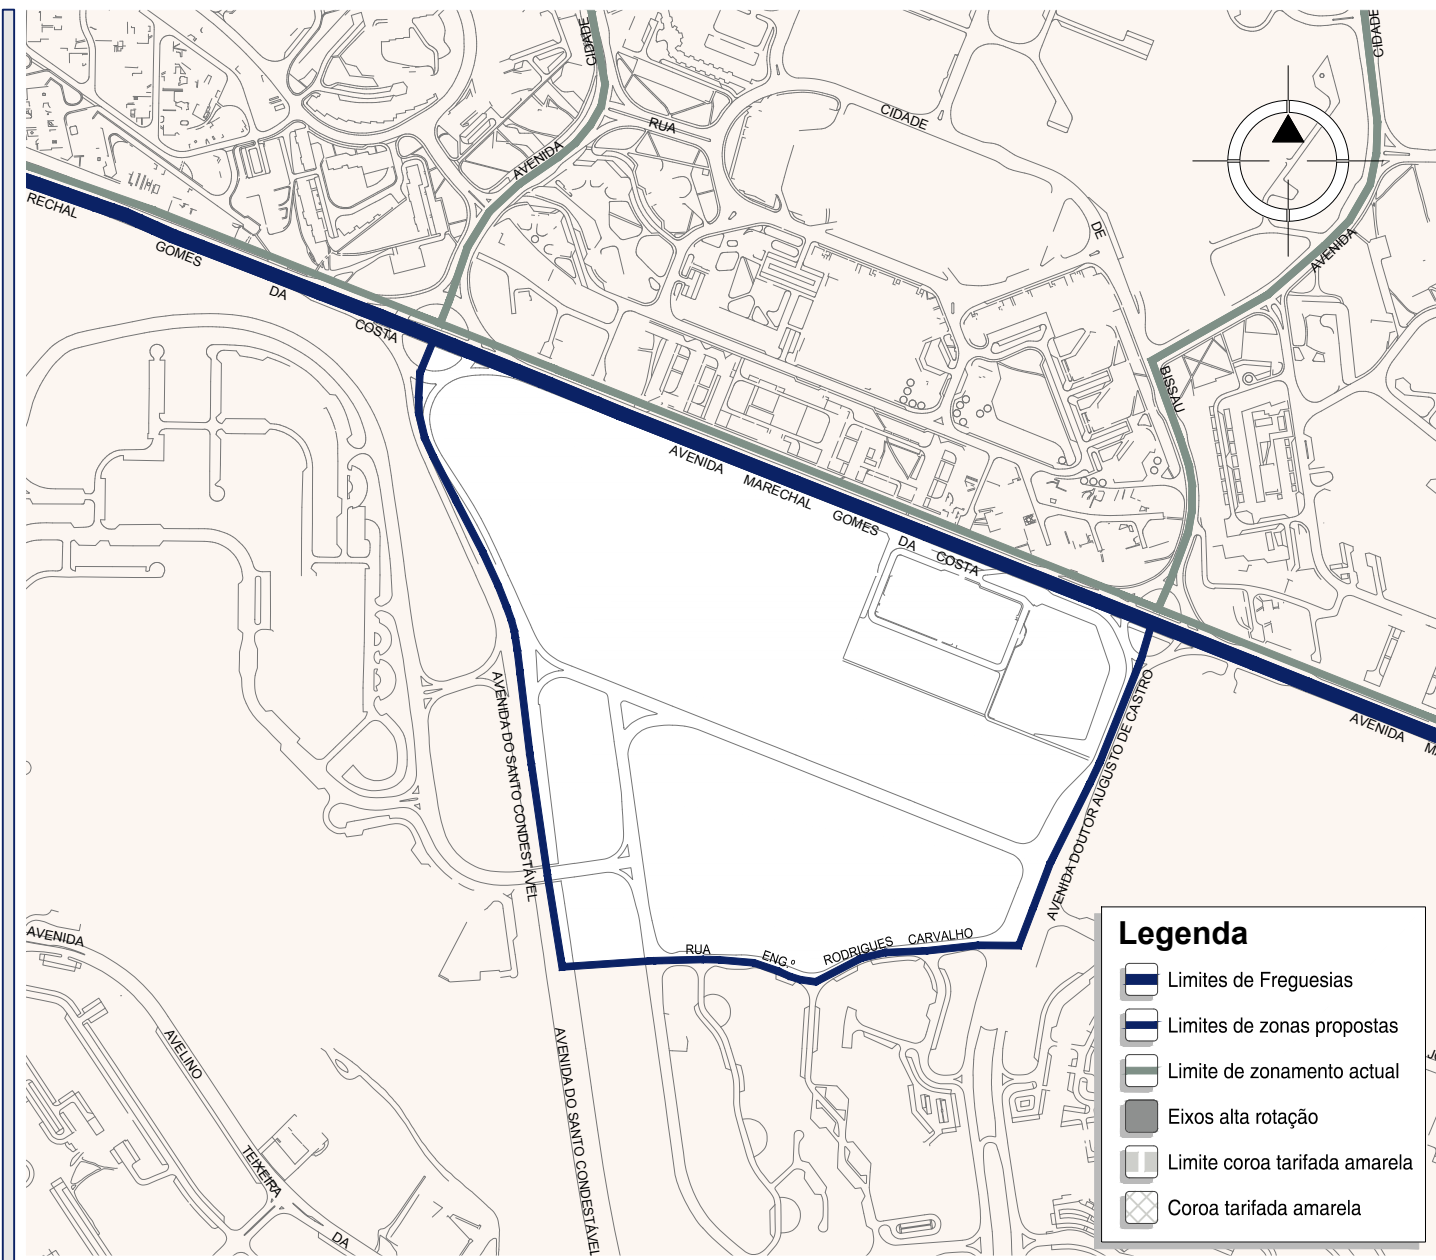 CIDADE
CIDADE
RUA
CIDADE
AVENIDA
DE
AVENIDA
RECHAL
GOMES
DA
COSTA
BISSAU
AVENIDA
MARECHAL
GOMES
DA
COSTA
AVENIDA DO SANTO CONDESTÁVEL
AVENIDA DOUTOR AUGUSTO DE CASTRO
AVENIDA
M
RUA
ENG.º
RODRIGUES
CARVALHO
AVENIDA
AVELINO
TEIXEIRA
DA
AVENIDA DO SANTO CONDESTÁVEL
Legenda
Limites de Freguesias
Limites de zonas propostas
Limite de zonamento actual
Eixos alta rotação
Limite coroa tarifada amarela
Coroa tarifada amarela